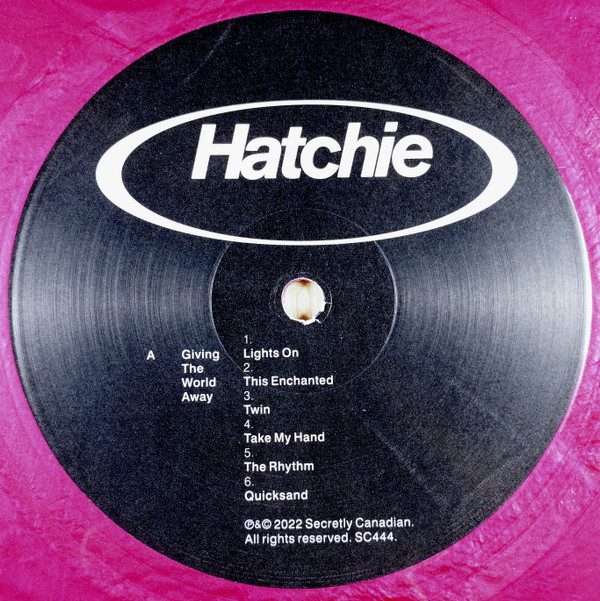 Hatchie
A
Giving
The
World
Away
1.
Lights On
2.
This Enchanted
3.
Twin
4.
Take My Hand
5.
The Rhythm
6.
Quicksand
℗&© 2022 Secretly Canadian.
All rights reserved. SC444.